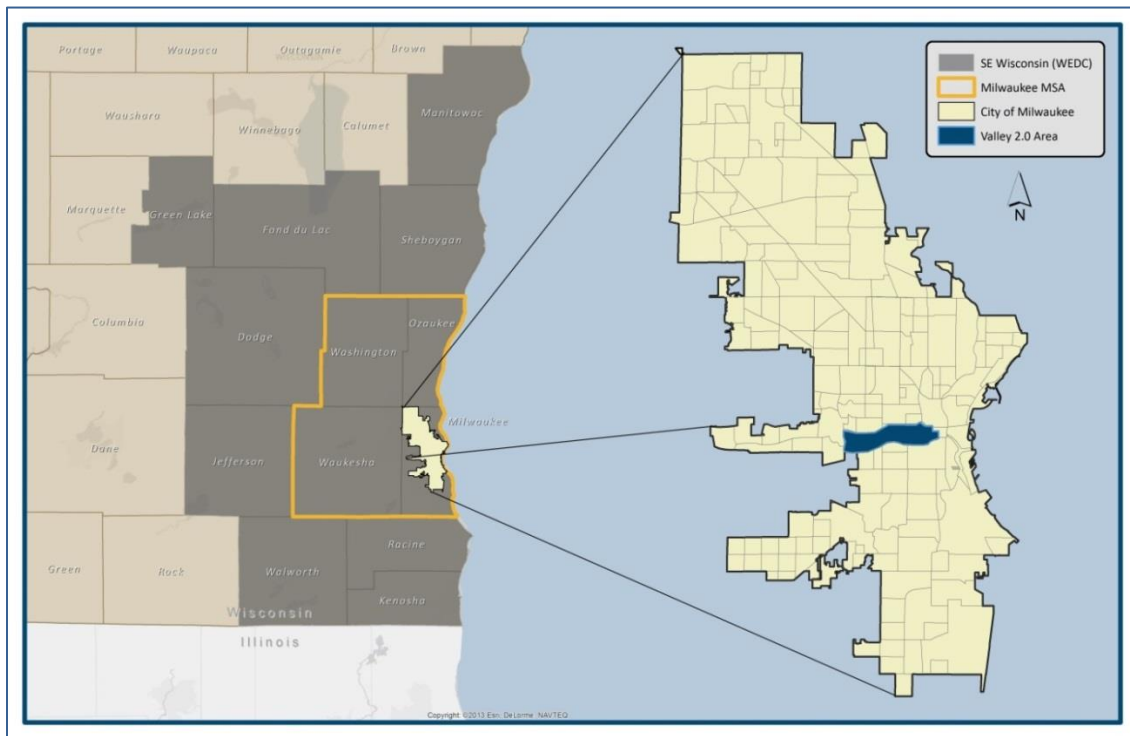 Portage
Waupaca
Outagamie
Brown
WISCONSIN
Manitowoc
Waushara
Winnebago
Calumet
Marquette
Green Lake
Fond du Lac
Sheboygan
Columbia
Dodge
Washington
Ozaukee
Milwaukee
Dane
Jefferson
Waukesha
Green
Rock
Walworth
Racine
Kenosha
Wisconsin
Illinois
SE Wisconsin (WEDC)
Milwaukee MSA
City of Milwaukee
Valley 2.0 Area
N
Copyright: ©2013 Esri, DeLorme, NAVTEQ